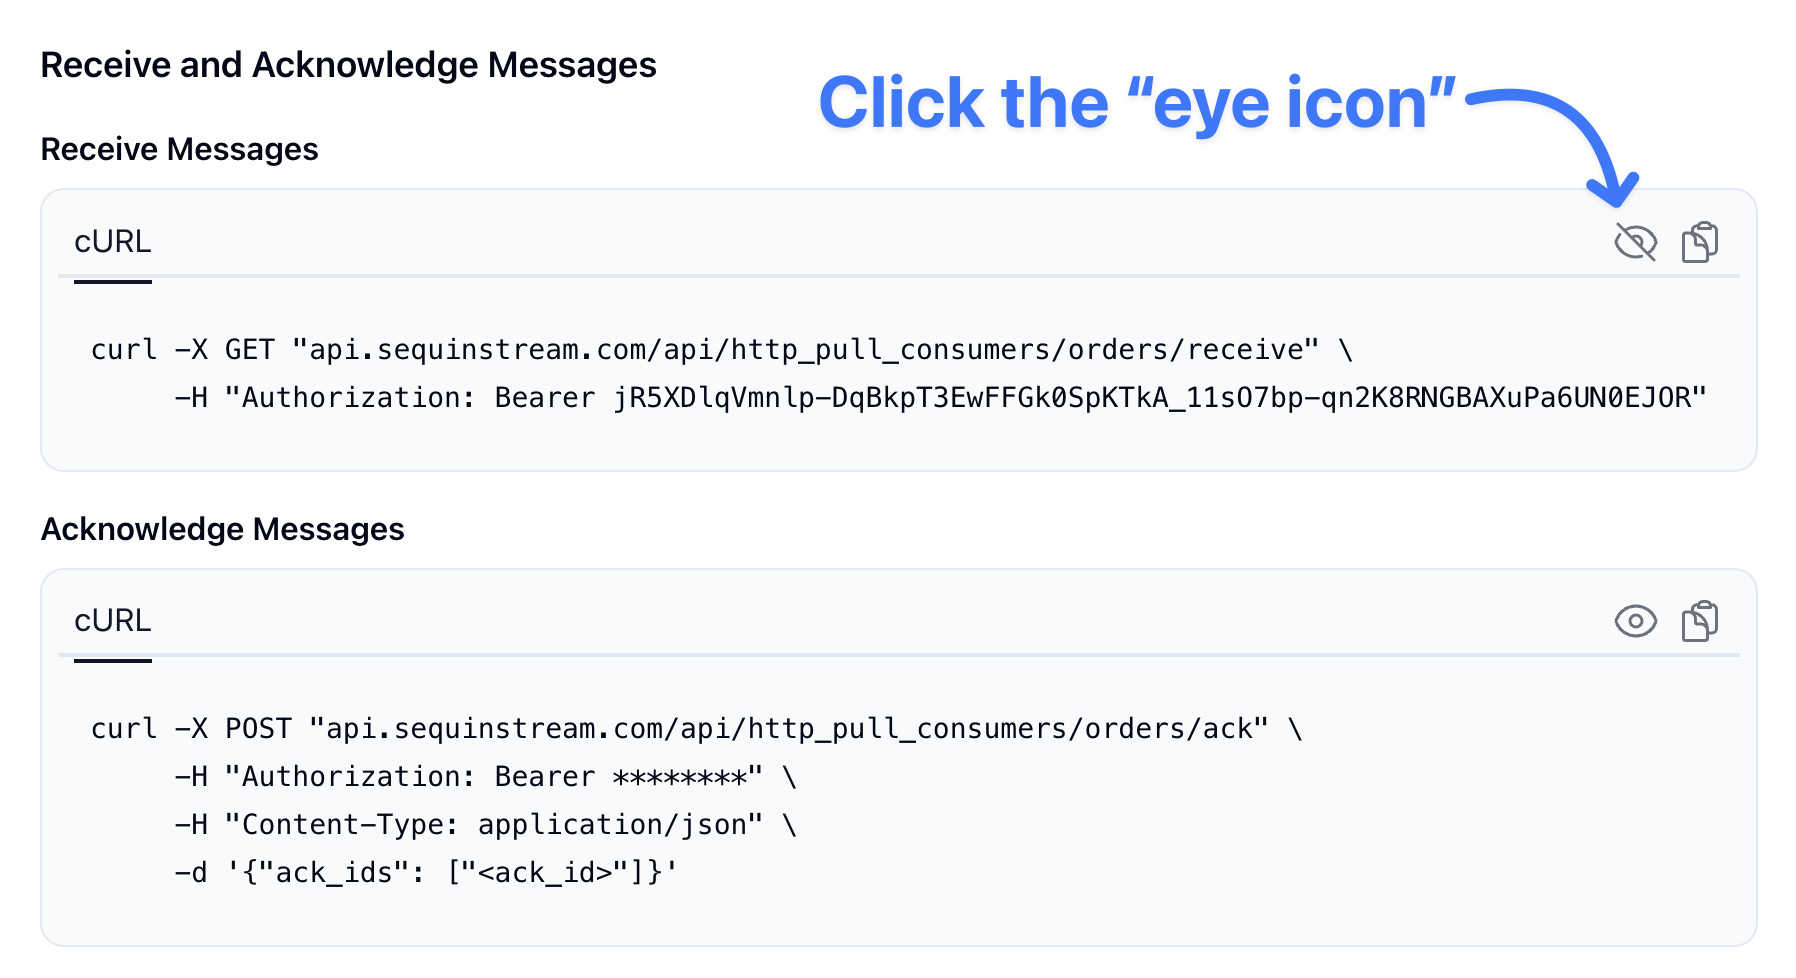 Receive and Acknowledge Messages
Click the “eye icon”
Receive Messages
cURL
curl -X GET "api.sequinstream.com/api/http_pull_consumers/orders/receive" \
-H "Authorization: Bearer jR5XDlqVmnlp-DqBkpT3EwFFGk0SpKTkA_11sO7bp-qn2K8RNGBAXuPa6UN0EJOR"
Acknowledge Messages
cURL
curl -X POST "api.sequinstream.com/api/http_pull_consumers/orders/ack" \
-H "Authorization: Bearer ********" \
-H "Content-Type: application/json" \
-d '{"ack_ids": ["<ack_id>"]}'